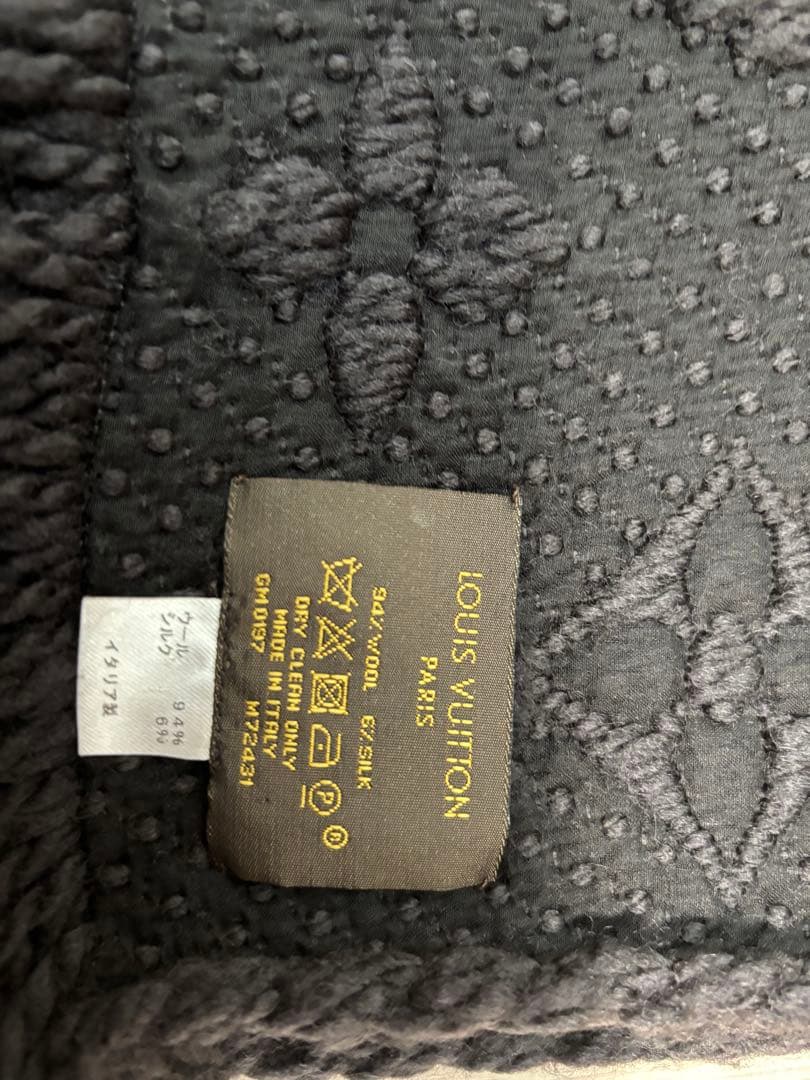 LOUIS VUITTON
PARIS
94%WOOL 6%SILK
P
®
DRY CLEAN ONLY
MADE IN ITALY
GM0197 M72431
ウール 94%
シルク 6%
イタリア製